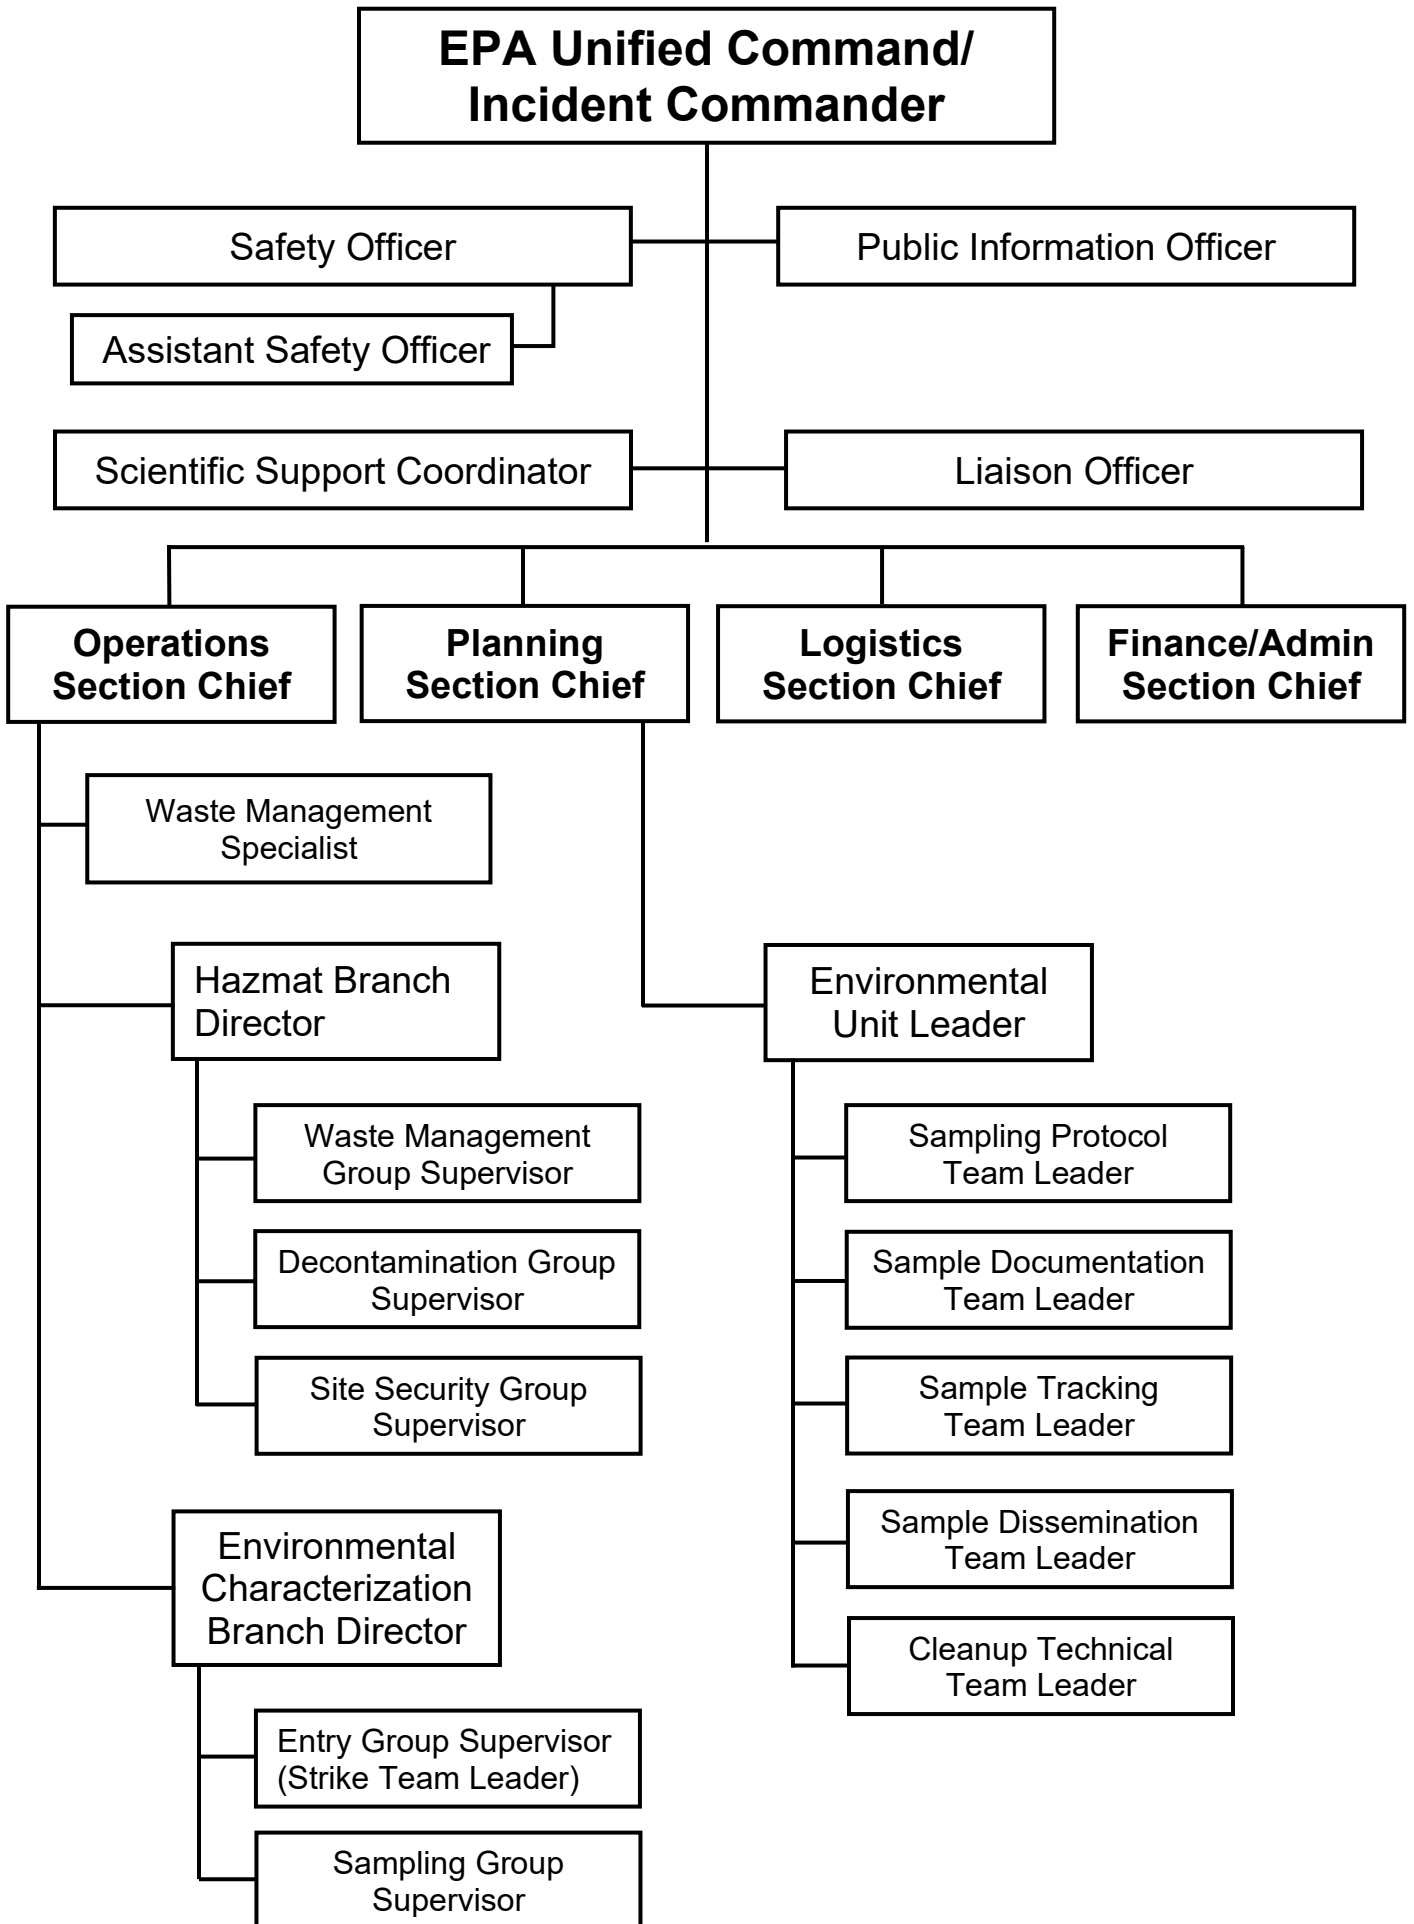 EPA Unified Command/
Incident Commander
Safety Officer
Public Information Officer
Assistant Safety Officer
Scientific Support Coordinator
Liaison Officer
Operations
Section Chief
Planning
Section Chief
Logistics
Section Chief
Finance/Admin
Section Chief
Waste Management
Specialist
Hazmat Branch
Director
Waste Management
Group Supervisor
Decontamination Group
Supervisor
Site Security Group
Supervisor
Environmental
Characterization
Branch Director
Entry Group Supervisor
(Strike Team Leader)
Sampling Group
Supervisor
Environmental
Unit Leader
Sampling Protocol
Team Leader
Sample Documentation
Team Leader
Sample Tracking
Team Leader
Sample Dissemination
Team Leader
Cleanup Technical
Team Leader